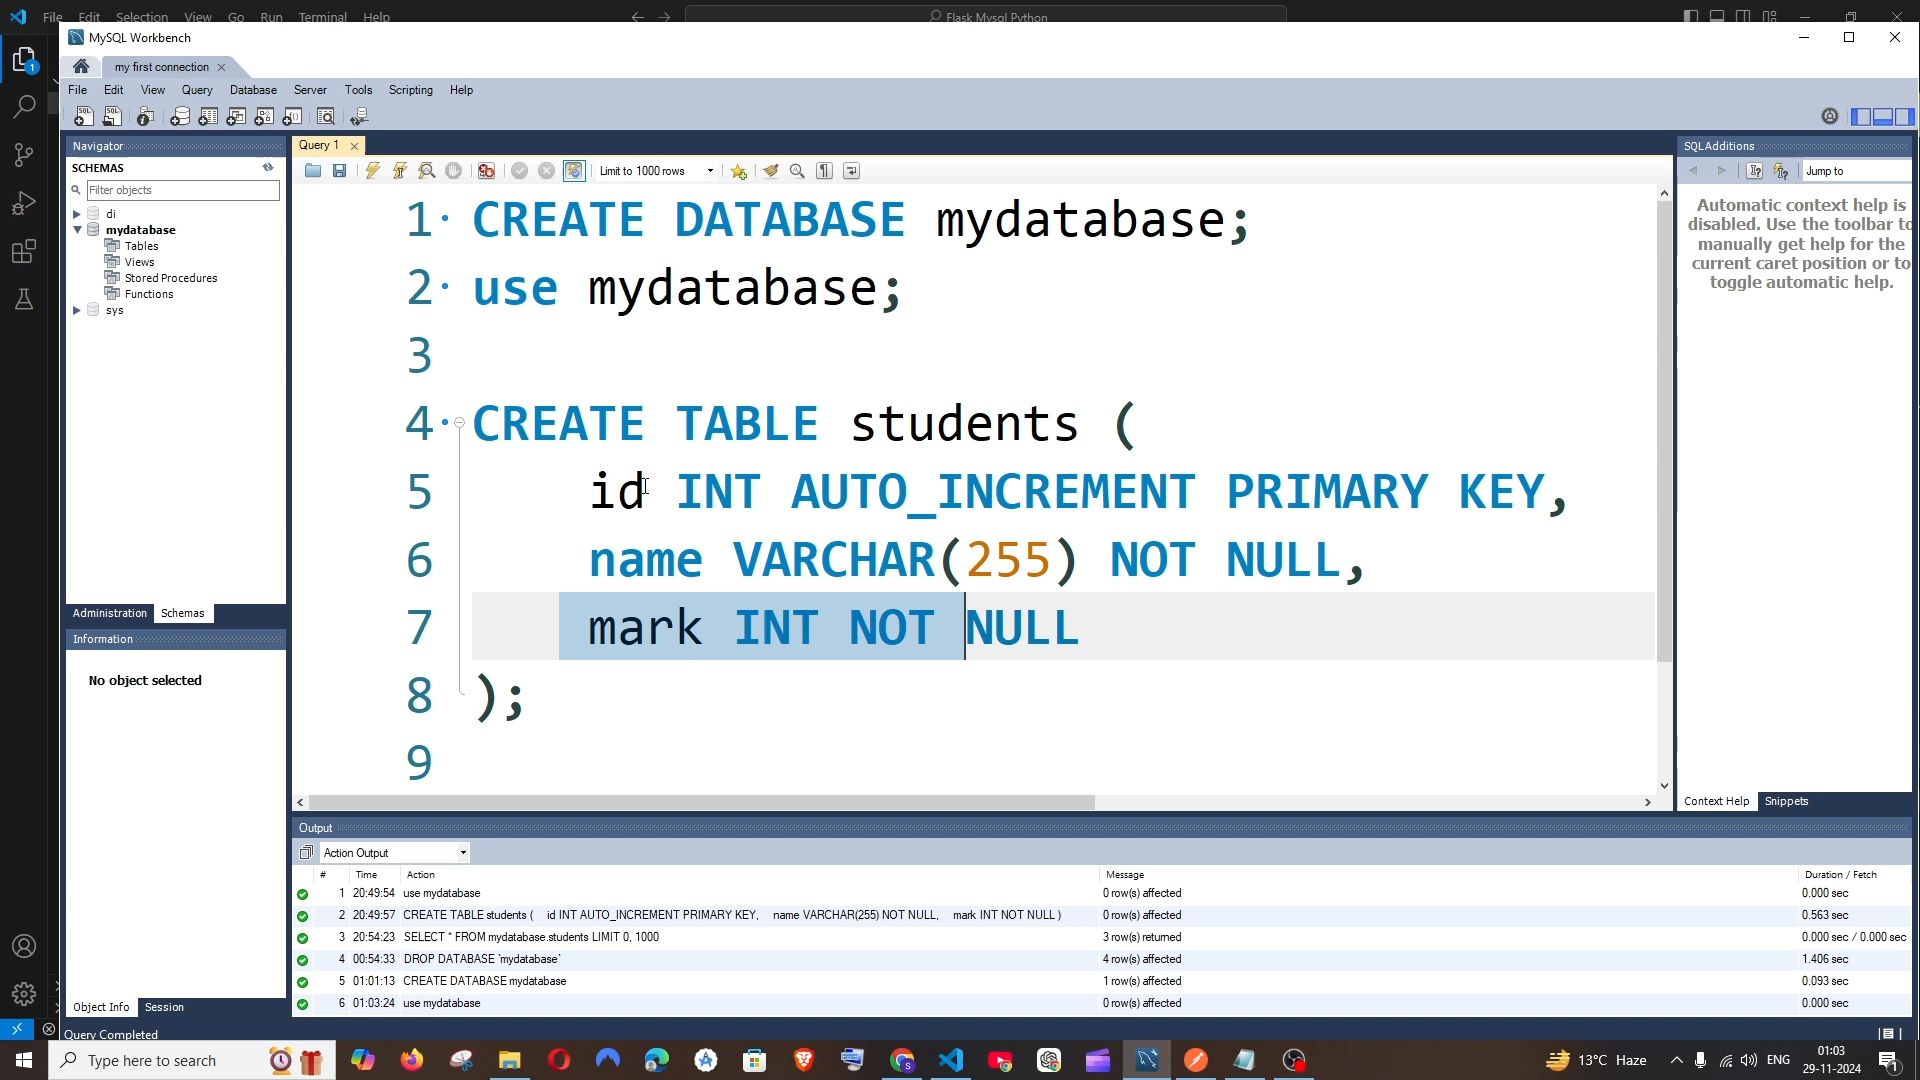 File Edit Selection View Go Run Terminal Help
Flask Mysql Python
MySQL Workbench
my first connection
File Edit View Query Database Server Tools Scripting Help
Navigator
SCHEMAS
Filter objects
di
mydatabase
Tables
Views
Stored Procedures
Functions
sys
Administration Schemas
Information
No object selected
Object Info Session
Query Completed
Query 1
Limit to 1000 rows
1 CREATE DATABASE mydatabase;
2 use mydatabase;
3
4 CREATE TABLE students (
5 id INT AUTO_INCREMENT PRIMARY KEY,
6 name VARCHAR(255) NOT NULL,
7 mark INT NOT NULL
8 );
9
SQLAdditions
Jump to
Automatic context help is
disabled. Use the toolbar to
manually get help for the
current caret position or to
toggle automatic help.
Context Help Snippets
Output
Action Output
# Time Action Message Duration / Fetch
1 20:49:54 use mydatabase 0 row(s) affected 0.000 sec
2 20:49:57 CREATE TABLE students ( id INT AUTO_INCREMENT PRIMARY KEY, name VARCHAR(255) NOT NULL, mark INT NOT NULL ) 0 row(s) affected 0.563 sec
3 20:54:23 SELECT * FROM mydatabase.students LIMIT 0, 1000 3 row(s) returned 0.000 sec / 0.000 sec
4 00:54:33 DROP DATABASE `mydatabase` 4 row(s) affected 1.406 sec
5 01:01:13 CREATE DATABASE mydatabase 1 row(s) affected 0.093 sec
6 01:03:24 use mydatabase 0 row(s) affected 0.000 sec
Type here to search
13°C Haze
ENG
01:03
29-11-2024